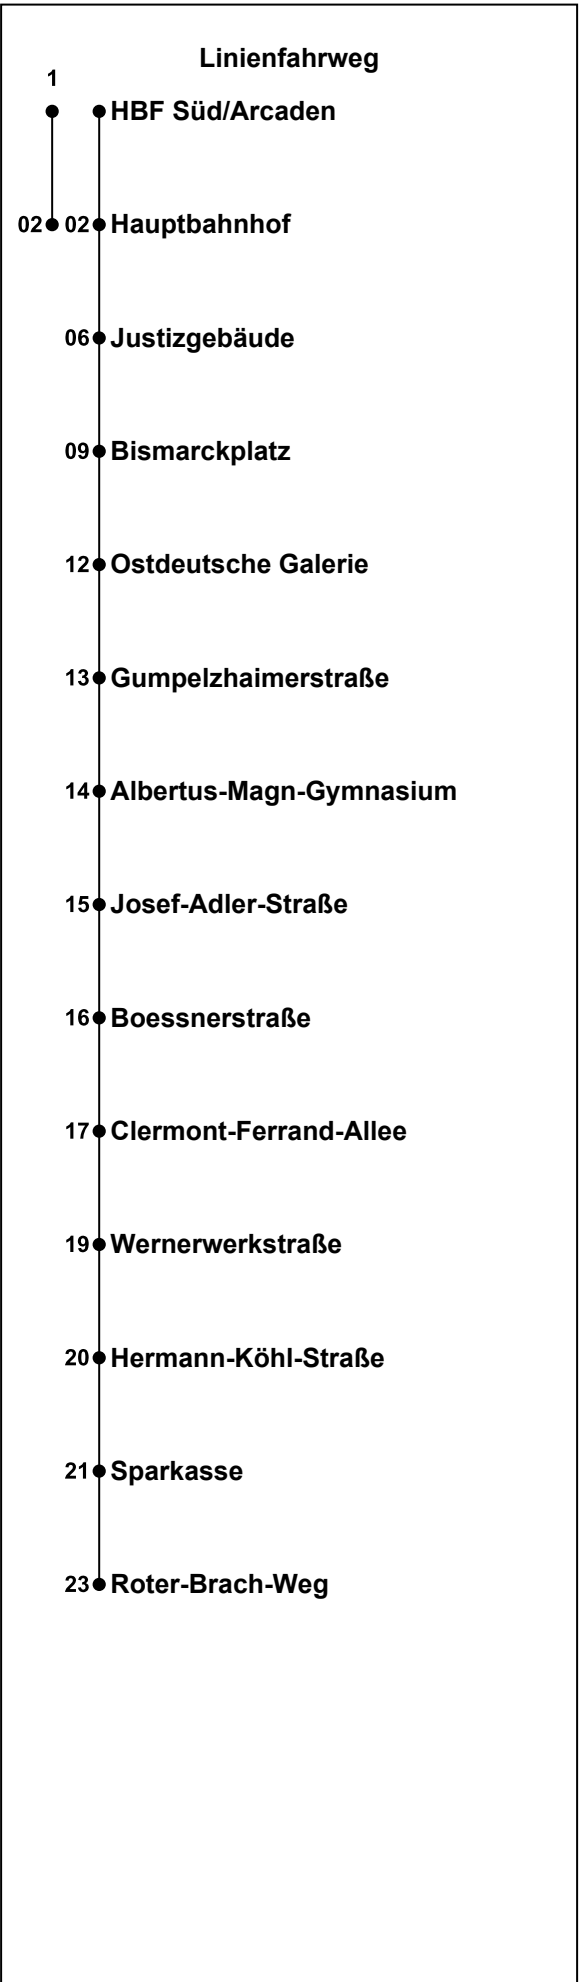 Linienfahrweg
1
HBF Süd/Arcaden
02 02 Hauptbahnhof
06 Justizgebäude
09 Bismarckplatz
12 Ostdeutsche Galerie
13 Gumpelzhaimerstraße
14 Albertus-Magn-Gymnasium
15 Josef-Adler-Straße
16 Boessnerstraße
17 Clermont-Ferrand-Allee
19 Wernerwerkstraße
20 Hermann-Köhl-Straße
21 Sparkasse
23 Roter-Brach-Weg